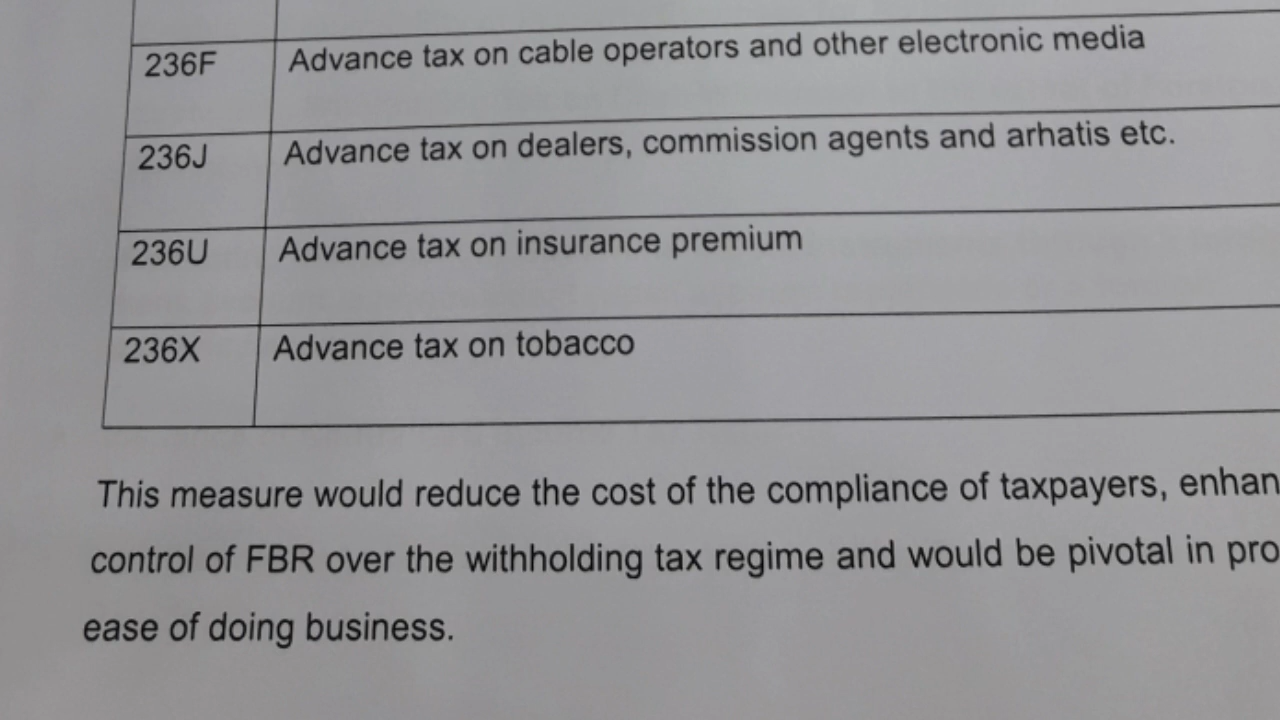 236F Advance tax on cable operators and other electronic media
236J Advance tax on dealers, commission agents and arhatis etc.
236U Advance tax on insurance premium
236X Advance tax on tobacco
This measure would reduce the cost of the compliance of taxpayers, enhan
control of FBR over the withholding tax regime and would be pivotal in pro
ease of doing business.